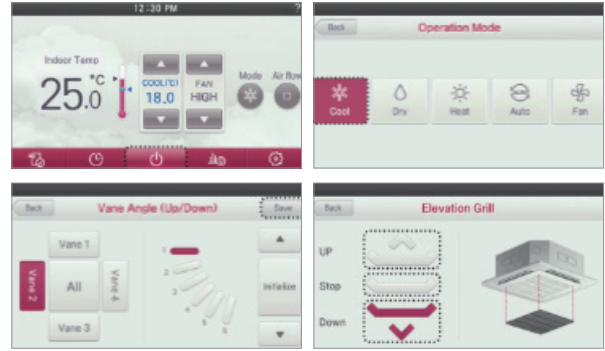 12:30 PM
?
Indoor Temp
25.0 °C
COOL(°C)
18.0
FAN
HIGH
Mode
Air flow
Back
Operation Mode
Cool
Dry
Heat
Auto
Fan
Back
Vane Angle (Up/Down)
Save
Vane 1
Vane 2
All
Vane 4
Vane 3
1
2
3
4
5
6
Initialize
Back
Elevation Grill
UP
Stop
Down